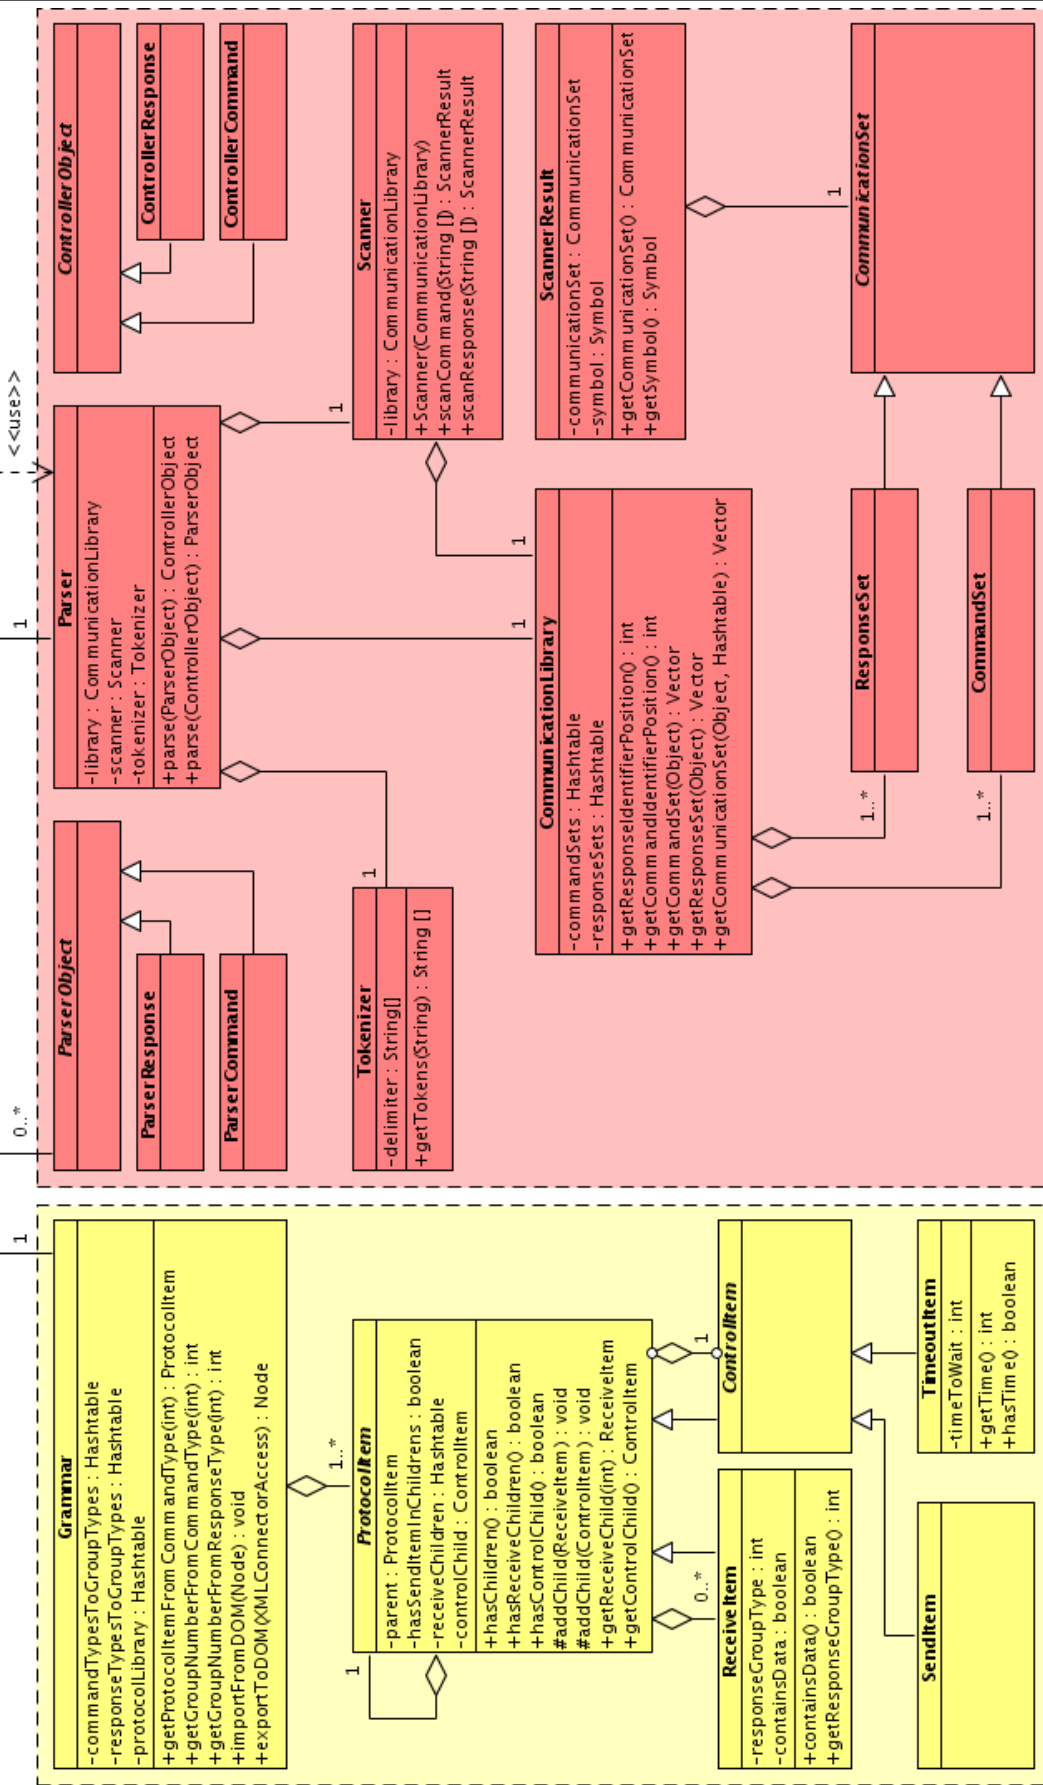 <<use>>
1
0..*
1
Grammar
-commandTypesToGroupTypes : Hashtable
-responseTypesToGroupTypes : Hashtable
-protocolLibrary : Hashtable
+getProtocolItemFromCommandType(int) : ProtocolItem
+getGroupNumberFromCommandType(int) : int
+getGroupNumberFromResponseType(int) : int
+importFromDOM(Node) : void
+exportToDOM(XMLConnectorAccess) : Node
1..*
1
ProtocolItem
-parent : ProtocolItem
-hasSendItemInChildrens : boolean
-receiveChildren : Hashtable
-controlChild : ControlItem
+hasChildren() : boolean
+hasReceiveChildren() : boolean
+hasControlChild() : boolean
#addChild(ReceiveItem) : void
#addChild(ControlItem) : void
+getReceiveChild(int) : ReceiveItem
+getControlChild() : ControlItem
0..*
1
ReceiveItem
-responseGroupType : int
-containsData : boolean
+containsData() : boolean
+getResponseGroupType() : int
ControlItem
SendItem
TimeoutItem
-timeToWait : int
+getTime() : int
+hasTime() : boolean
ParserObject
ParserResponse
ParserCommand
Parser
-library : CommunicationLibrary
-scanner : Scanner
-tokenizer : Tokenizer
+parse(ParserObject) : ControllerObject
+parse(ControllerObject) : ParserObject
ControllerObject
ControllerResponse
ControllerCommand
1
1
1
Tokenizer
-delimiter : String[]
+getTokens(String) : String []
Scanner
-library : CommunicationLibrary
+Scanner(CommunicationLibrary)
+scanCommand(String []) : ScannerResult
+scanResponse(String []) : ScannerResult
1
CommunicationLibrary
-commandSets : Hashtable
-responseSets : Hashtable
+getResponseIdentifierPosition() : int
+getCommandIdentifierPosition() : int
+getCommandSet(Object) : Vector
+getResponseSet(Object) : Vector
+getCommunicationSet(Object, Hashtable) : Vector
ScannerResult
-communicationSet : CommunicationSet
-symbol : Symbol
+getCommunicationSet() : CommunicationSet
+getSymbol() : Symbol
1
1..*
1..*
ResponseSet
CommandSet
CommunicationSet